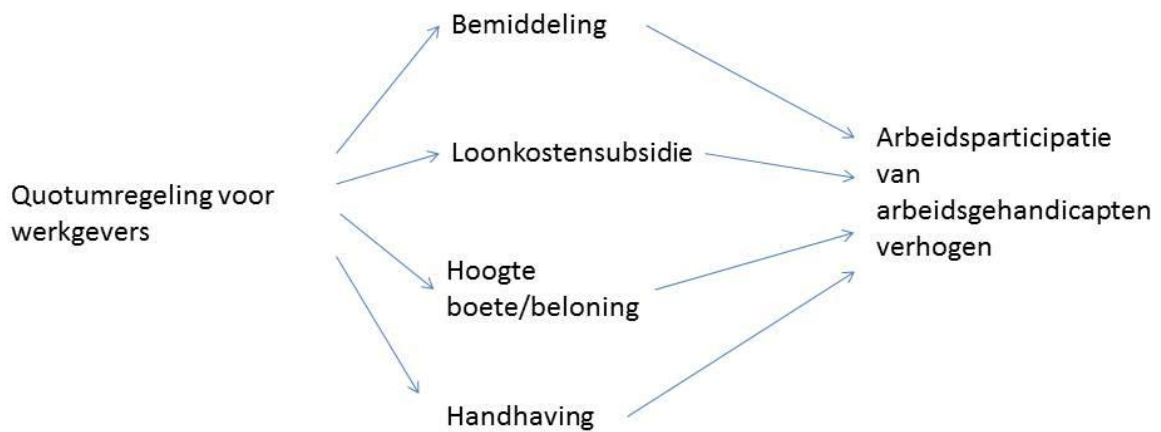 Quotumregeling voor
werkgevers
Bemiddeling
Loonkostensubsidie
Hoogte
boete/beloning
Handhaving
Arbeidsparticipatie
van
arbeidsgehandicapten
verhogen